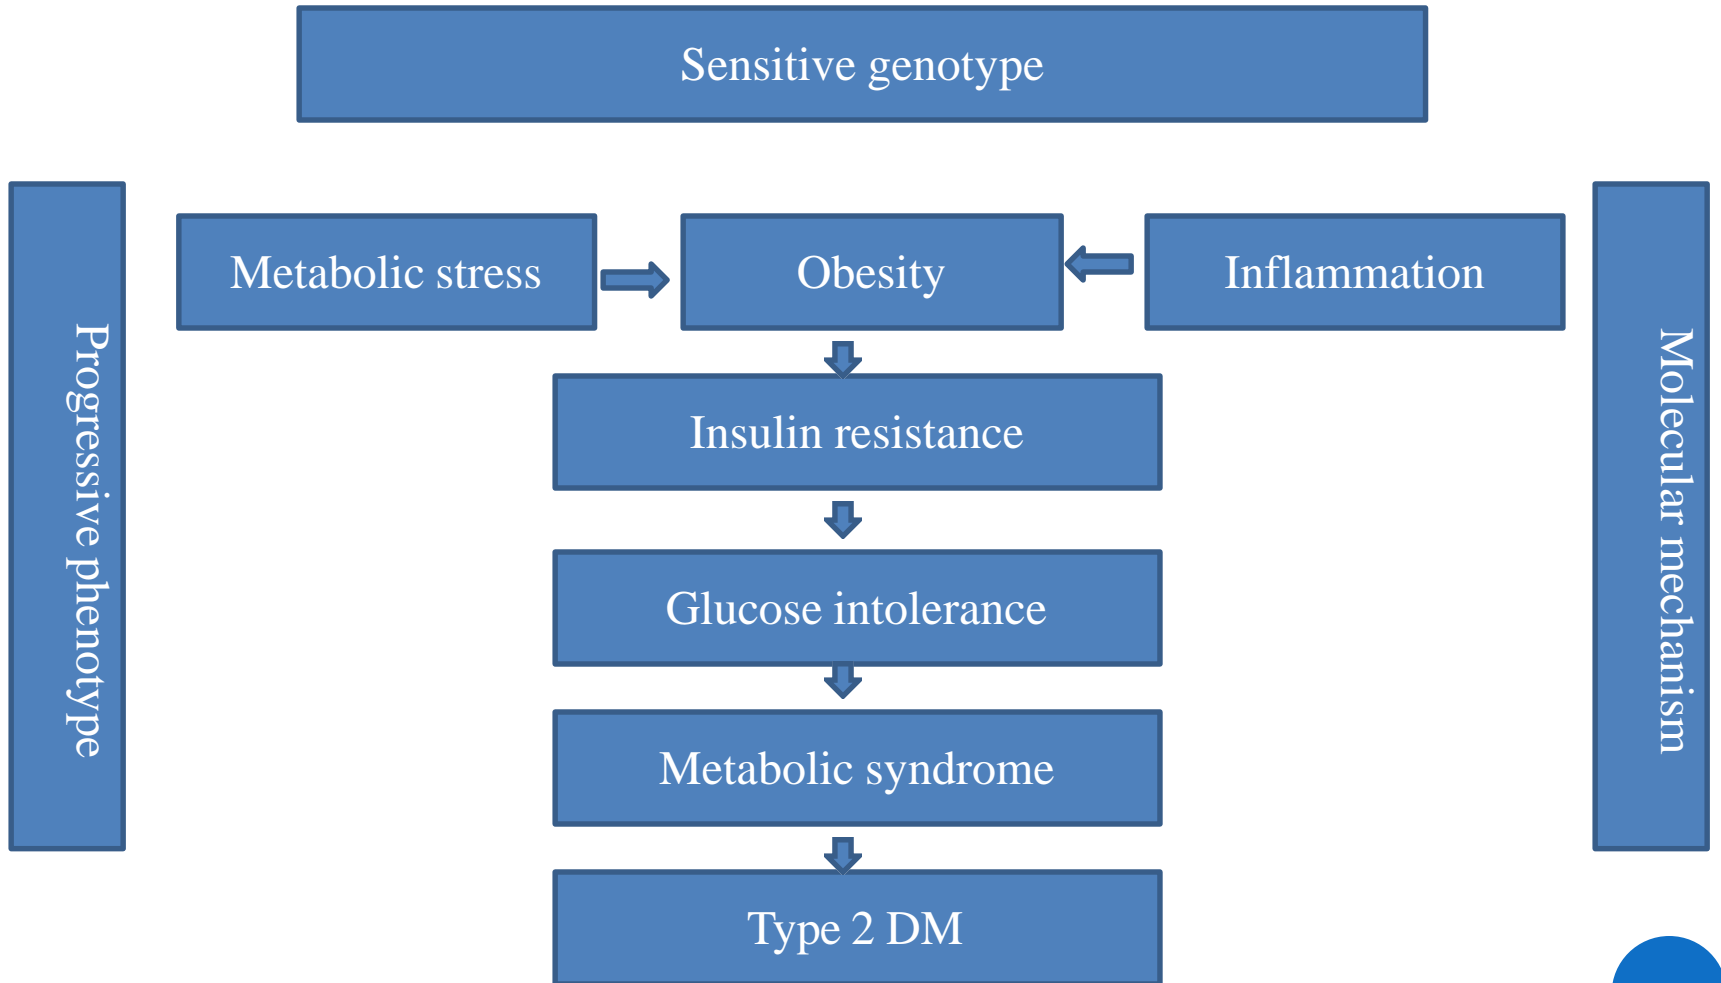 Sensitive genotype
Progressive phenotype
Metabolic stress
Obesity
Inflammation
Molecular mechanism
Insulin resistance
Glucose intolerance
Metabolic syndrome
Type 2 DM